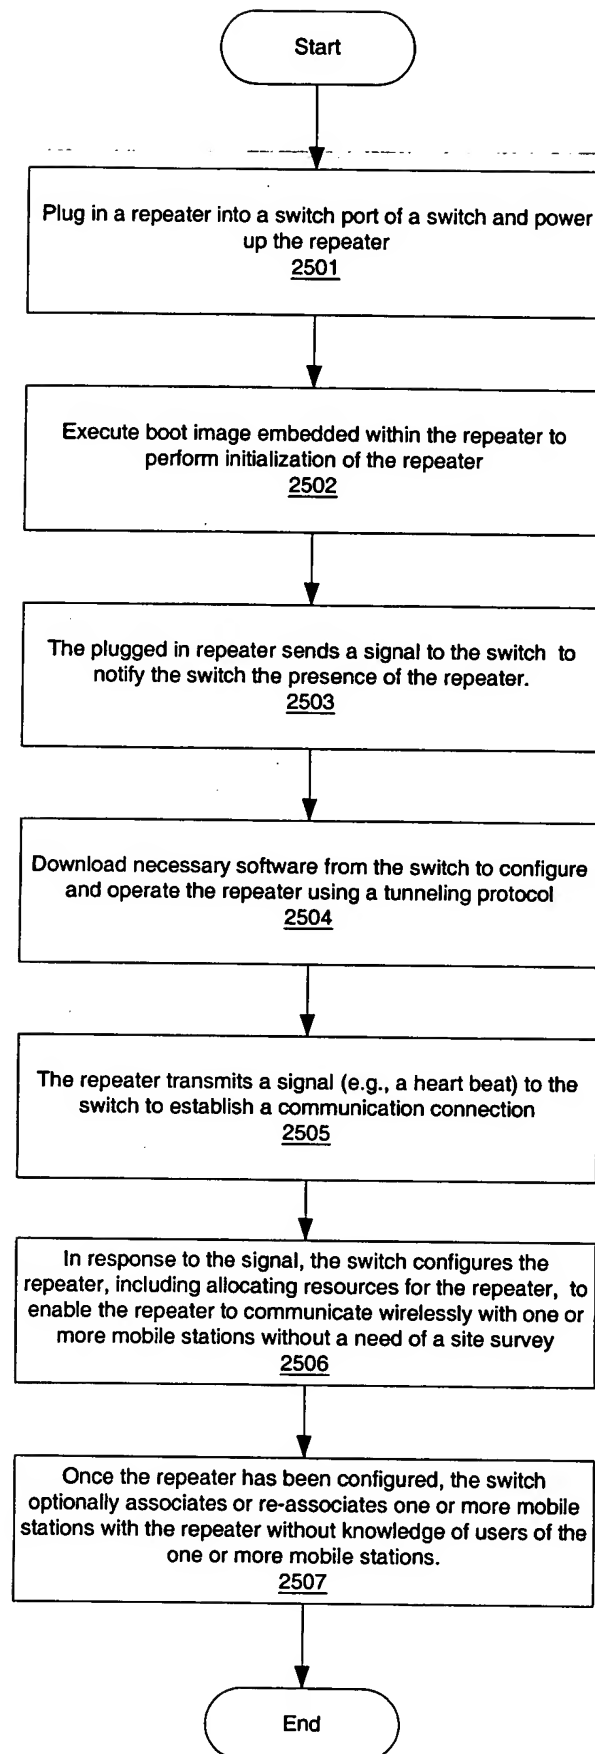 Start
Plug in a repeater into a switch port of a switch and power
up the repeater
2501
Execute boot image embedded within the repeater to
perform initialization of the repeater
2502
The plugged in repeater sends a signal to the switch to
notify the switch the presence of the repeater.
2503
Download necessary software from the switch to configure
and operate the repeater using a tunneling protocol
2504
The repeater transmits a signal (e.g., a heart beat) to the
switch to establish a communication connection
2505
In response to the signal, the switch configures the
repeater, including allocating resources for the repeater, to
enable the repeater to communicate wirelessly with one or
more mobile stations without a need of a site survey
2506
Once the repeater has been configured, the switch
optionally associates or re-associates one or more mobile
stations with the repeater without knowledge of users of the
one or more mobile stations.
2507
End